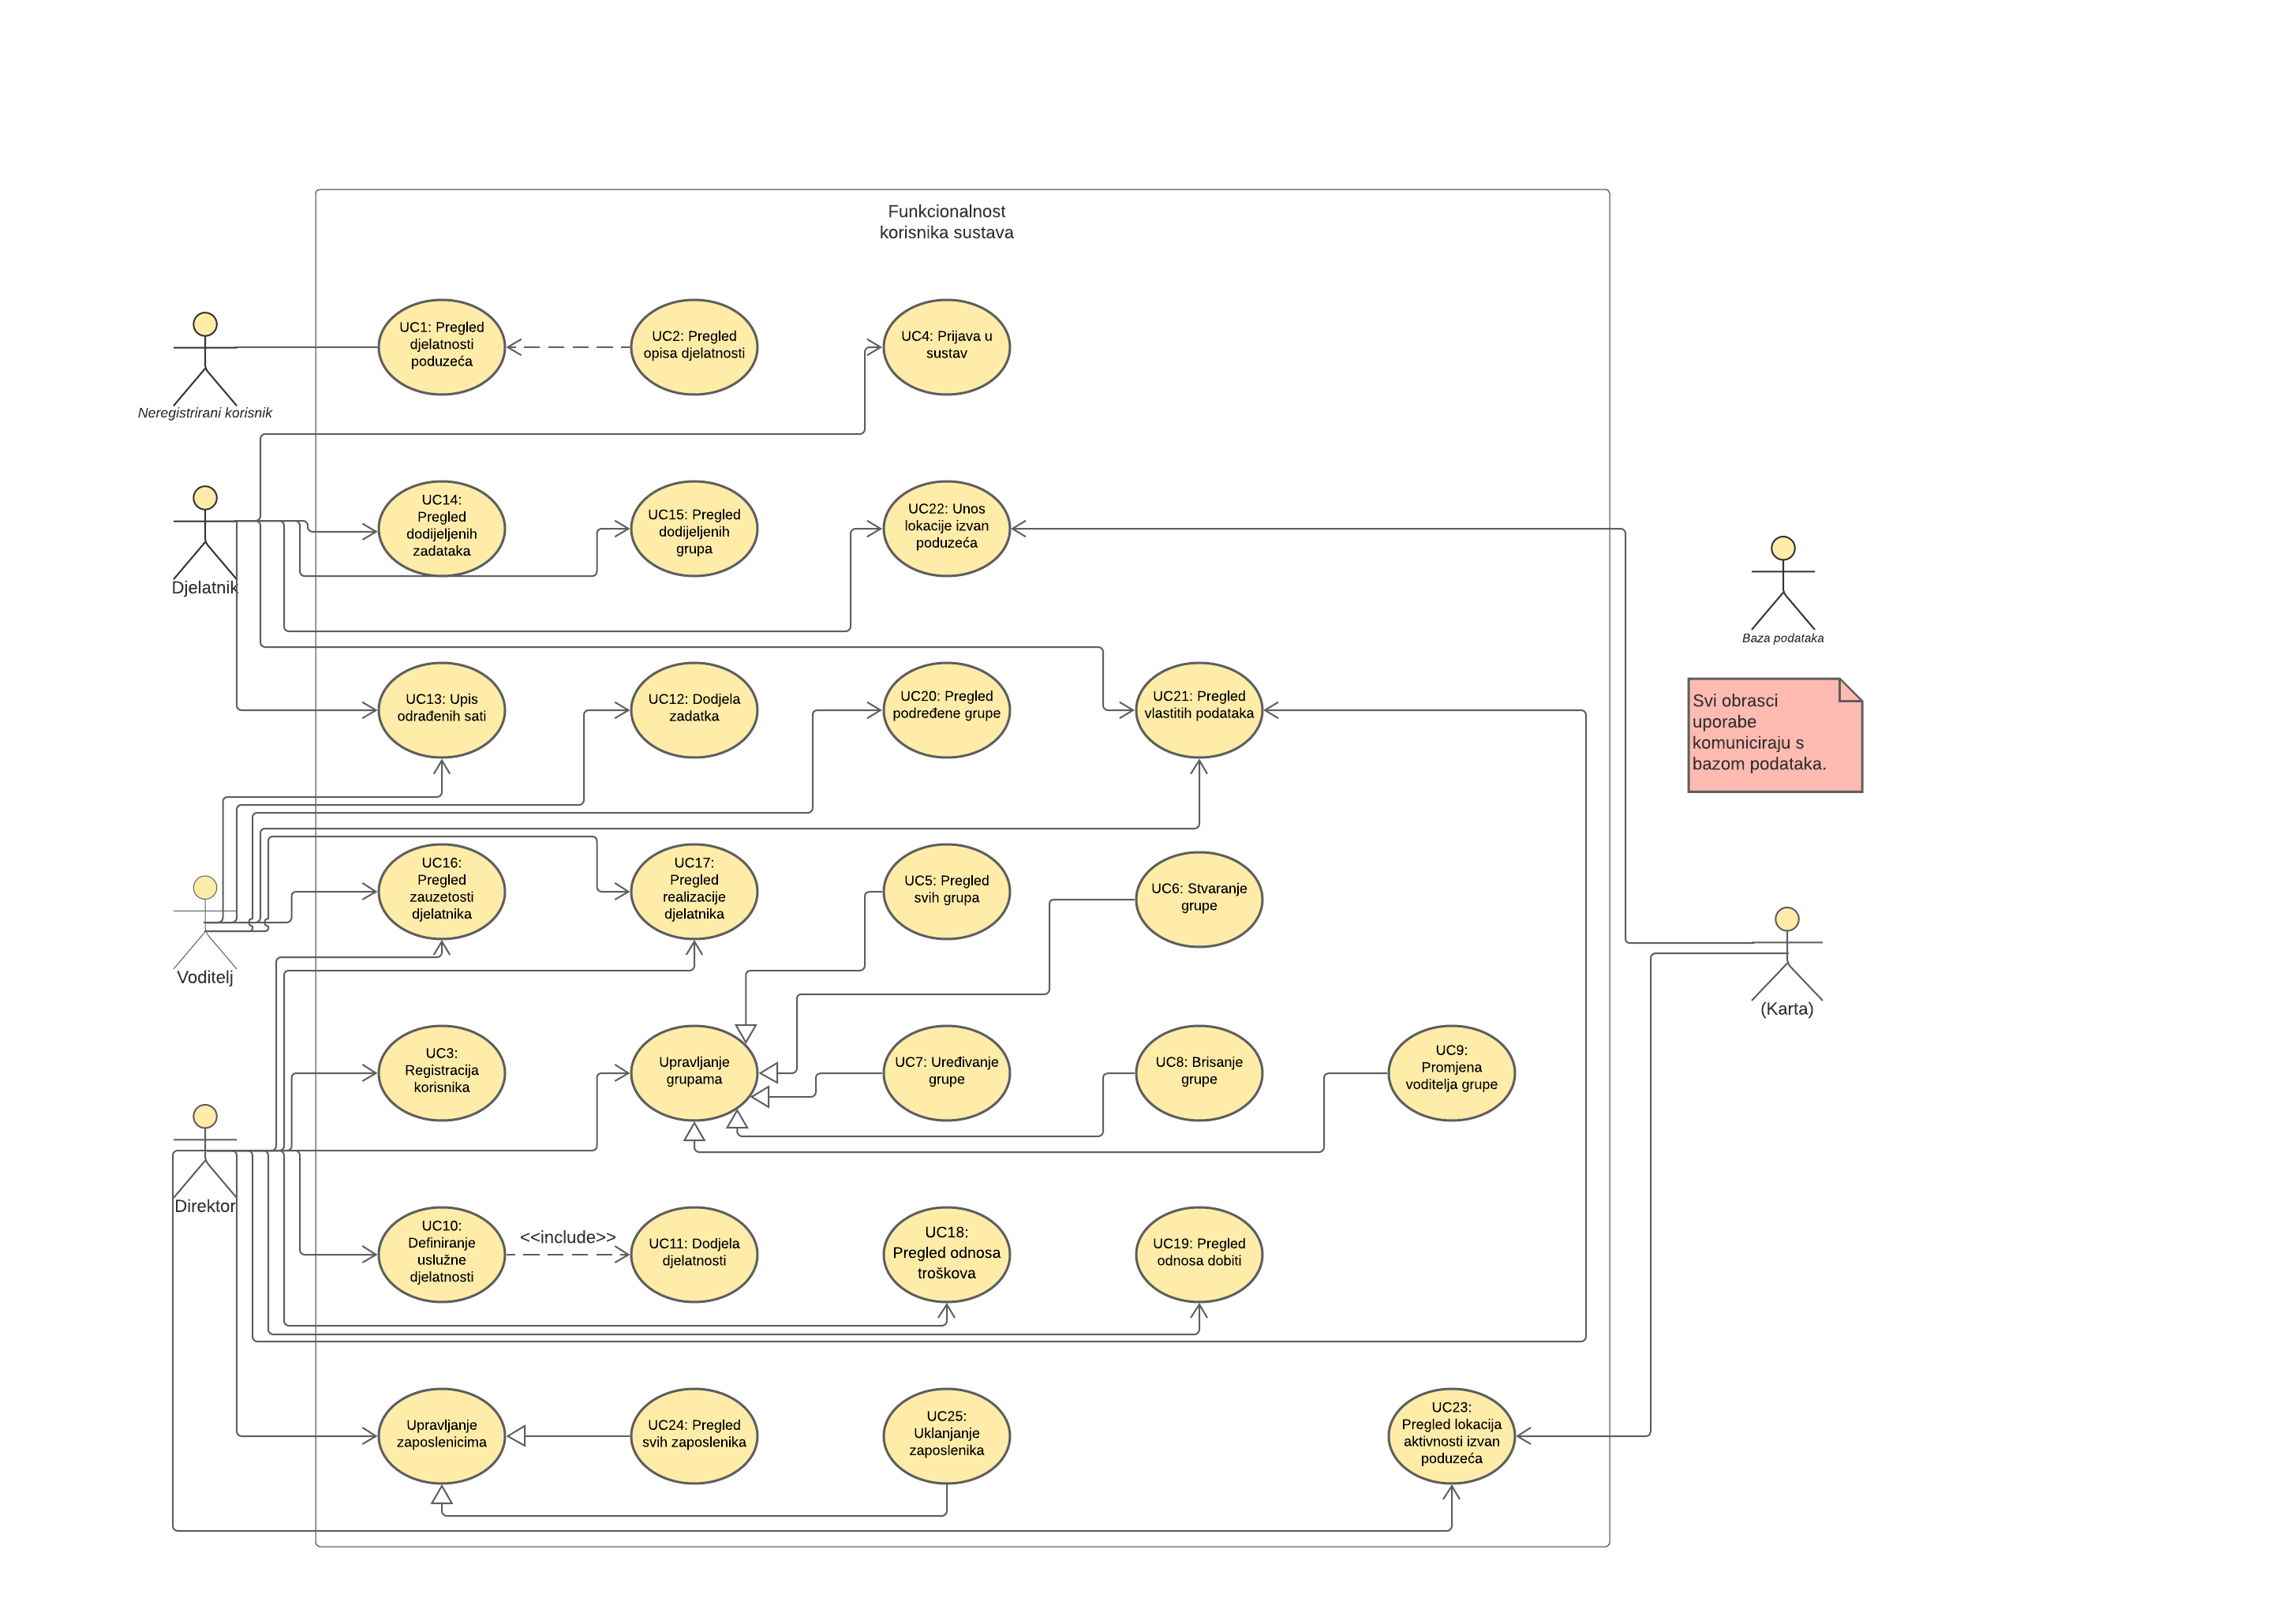 Funkcionalnost
korisnika sustava
Neregistrirani korisnik
UC1: Pregled
djelatnosti
poduzeća
UC2: Pregled
opisa djelatnosti
UC4: Prijava u
sustav
Djelatnik
UC14:
Pregled
dodijeljenih
zadataka
UC15: Pregled
dodijeljenih
grupa
UC22: Unos
lokacije izvan
poduzeća
Baza podataka
UC13: Upis
odrađenih sati
UC12: Dodjela
zadatka
UC20: Pregled
podređene grupe
UC21: Pregled
vlastitih podataka
Svi obrasci
uporabe
komuniciraju s
bazom podataka.
Voditelj
UC16:
Pregled
zauzetosti
djelatnika
UC17:
Pregled
realizacije
djelatnika
UC5: Pregled
svih grupa
UC6: Stvaranje
grupe
(Karta)
UC3:
Registracija
korisnika
Upravljanje
grupama
UC7: Uređivanje
grupe
UC8: Brisanje
grupe
UC9:
Promjena
voditelja grupe
Direktor
UC10:
Definiranje
uslužne
djelatnosti
<<include>>
UC11: Dodjela
djelatnosti
UC18:
Pregled odnosa
troškova
UC19: Pregled
odnosa dobiti
Upravljanje
zaposlenicima
UC24: Pregled
svih zaposlenika
UC25:
Uklanjanje
zaposlenika
UC23:
Pregled lokacija
aktivnosti izvan
poduzeća